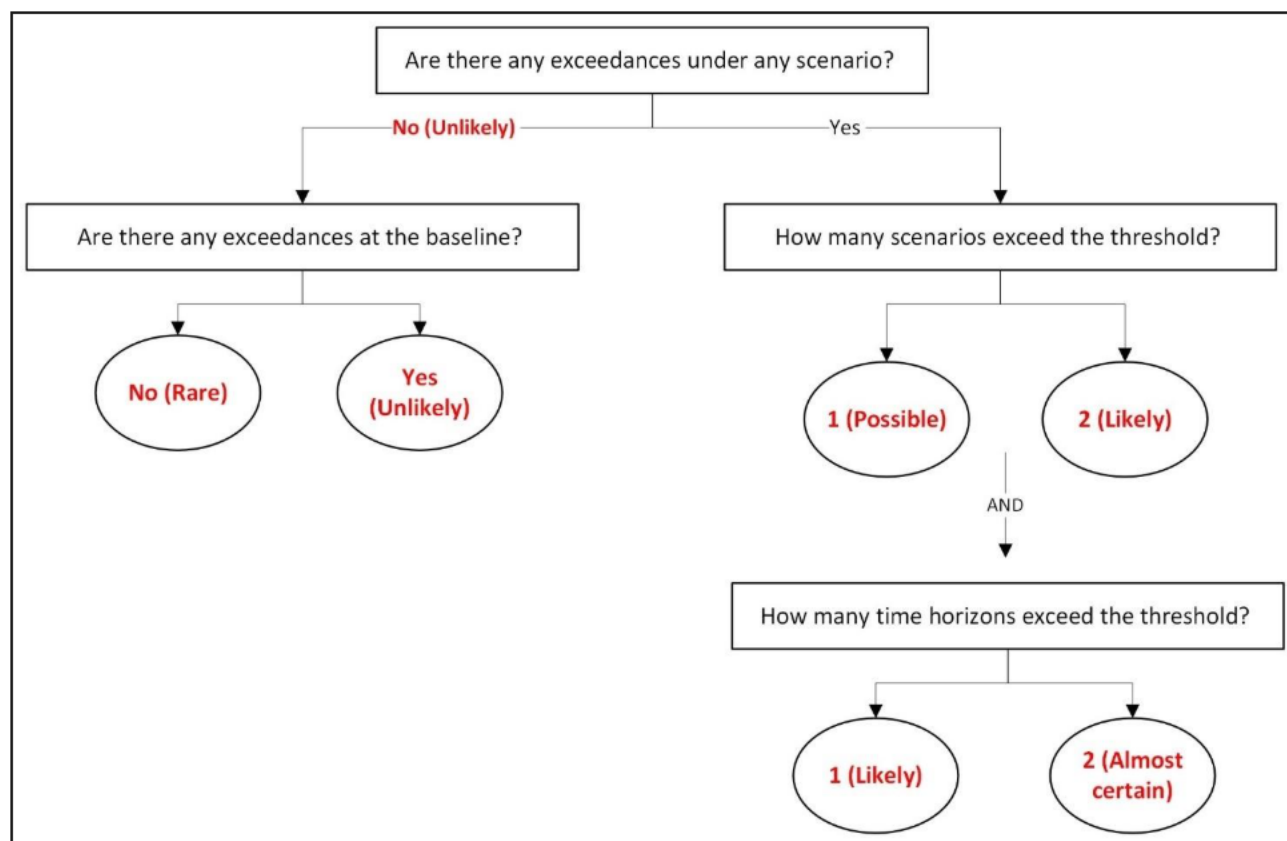 Are there any exceedances under any scenario?
No (Unlikely)
Yes
Are there any exceedances at the baseline?
How many scenarios exceed the threshold?
No (Rare)
Yes
(Unlikely)
1 (Possible)
2 (Likely)
AND
How many time horizons exceed the threshold?
1 (Likely)
2 (Almost
certain)